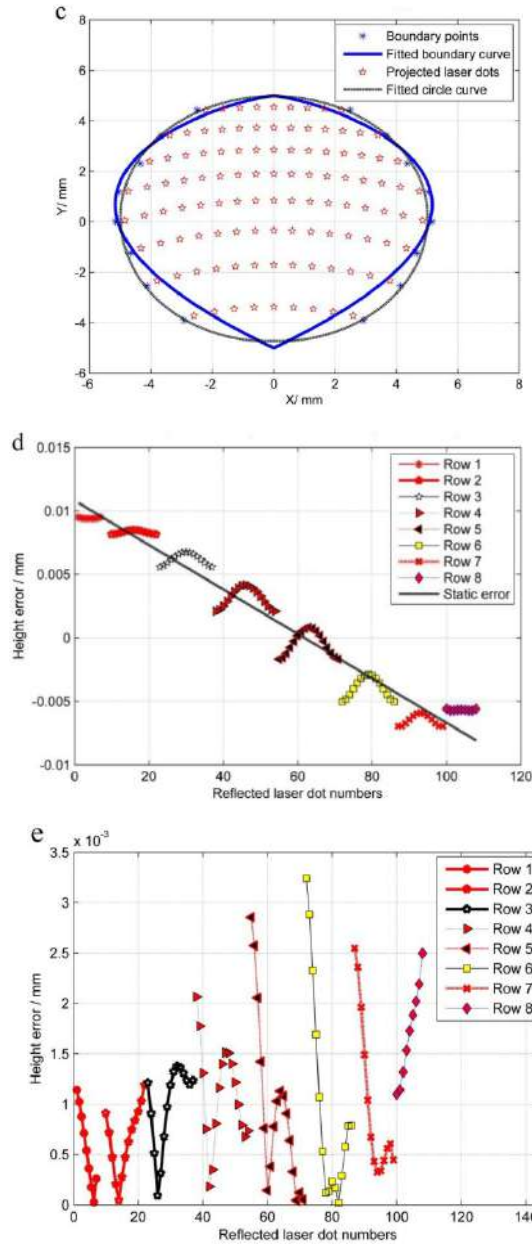 c
8
6
4
2
0
-2
-4
-6
Y/ mm
-6 -4 -2 0 2 4 6 8
X/ mm
Boundary points
Fitted boundary curve
Projected laser dots
Fitted circle curve
d
0.015
0.01
0.005
0
-0.005
-0.01
Height error / mm
0 20 40 60 80 100 120
Reflected laser dot numbers
Row 1
Row 2
Row 3
Row 4
Row 5
Row 6
Row 7
Row 8
Static error
e
x 10⁻³
3.5
3
2.5
2
1.5
1
0.5
0
Height error / mm
0 20 40 60 80 100 120 140
Reflected laser dot numbers
Row 1
Row 2
Row 3
Row 4
Row 5
Row 6
Row 7
Row 8